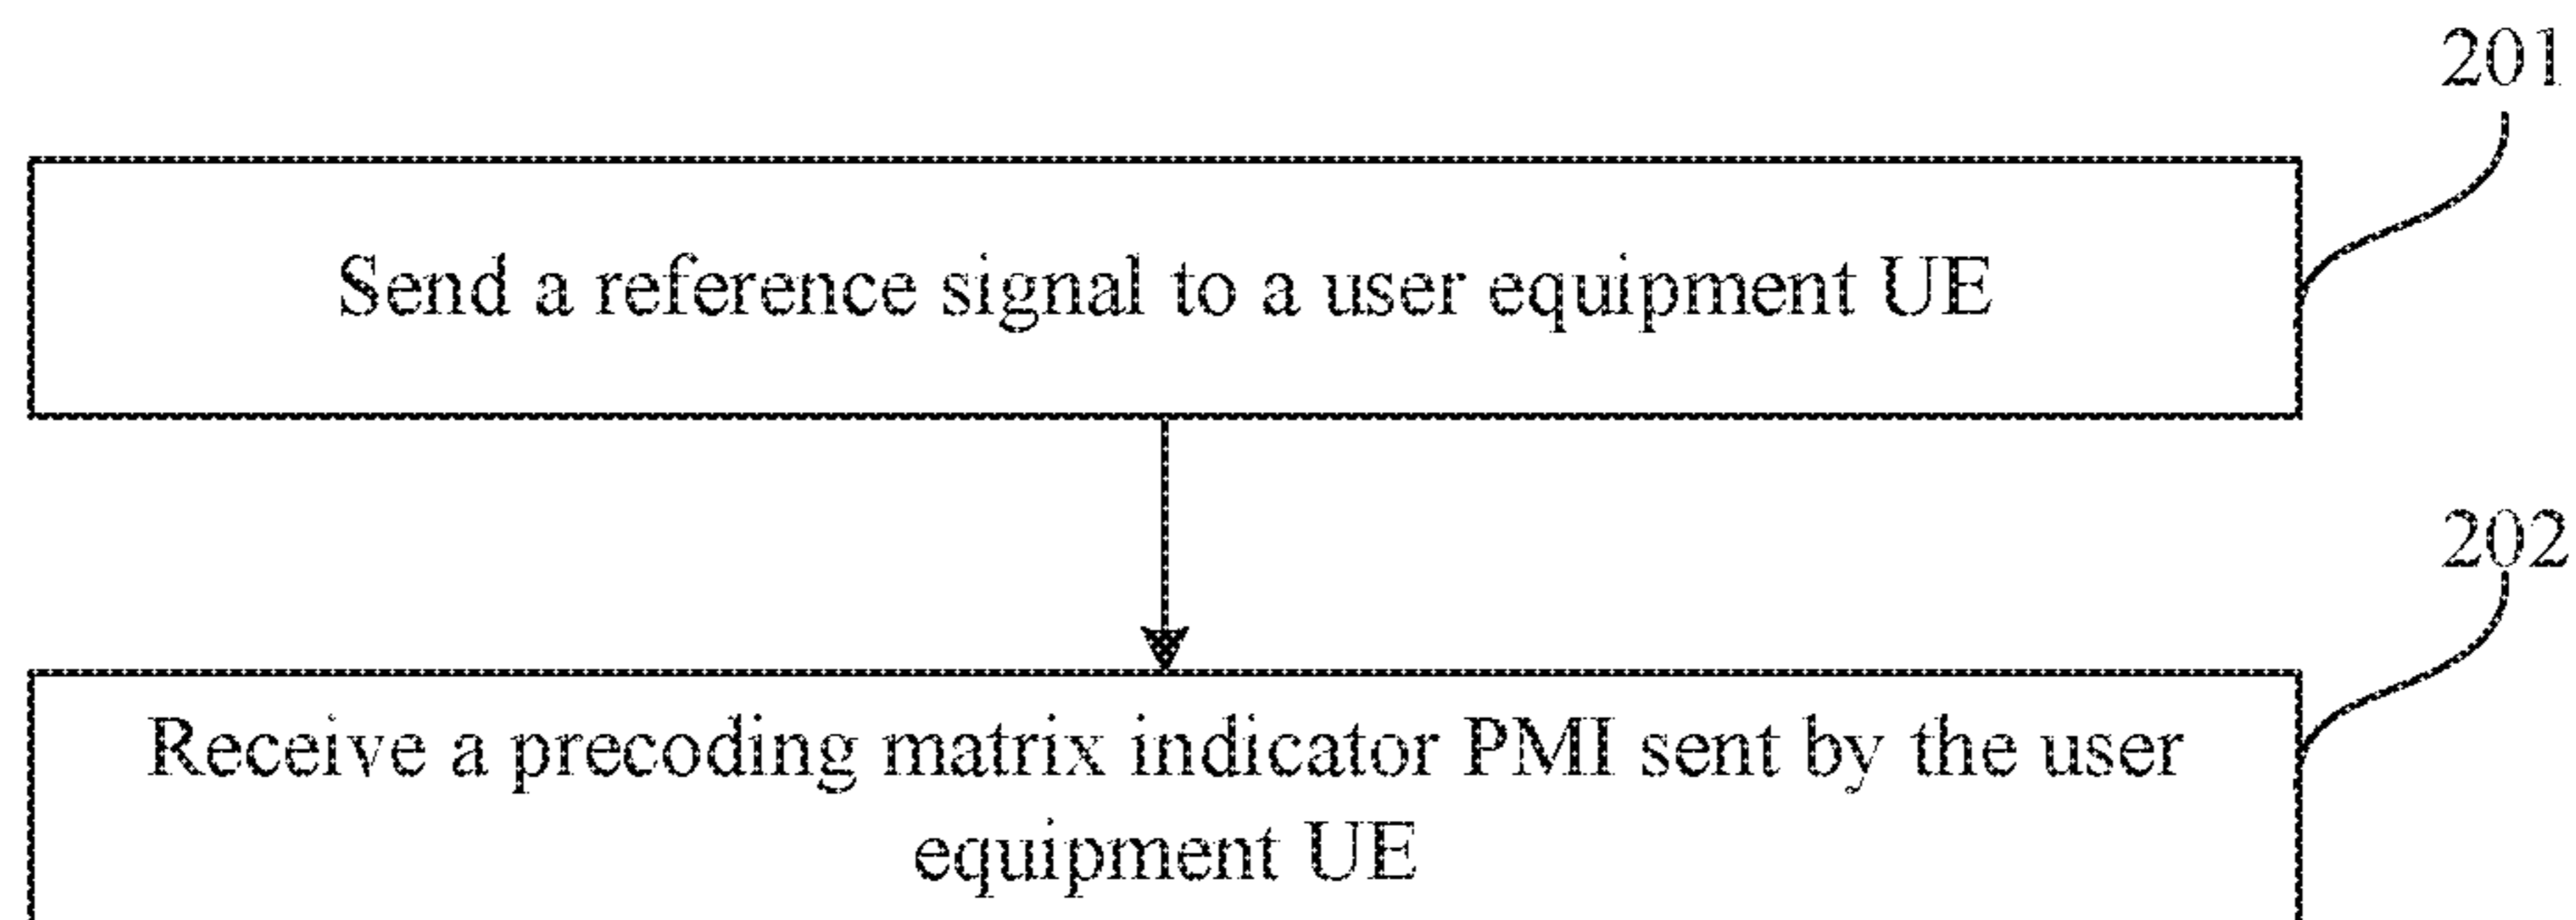 201
Send a reference signal to a user equipment UE
202
Receive a precoding matrix indicator PMI sent by the user
equipment UE